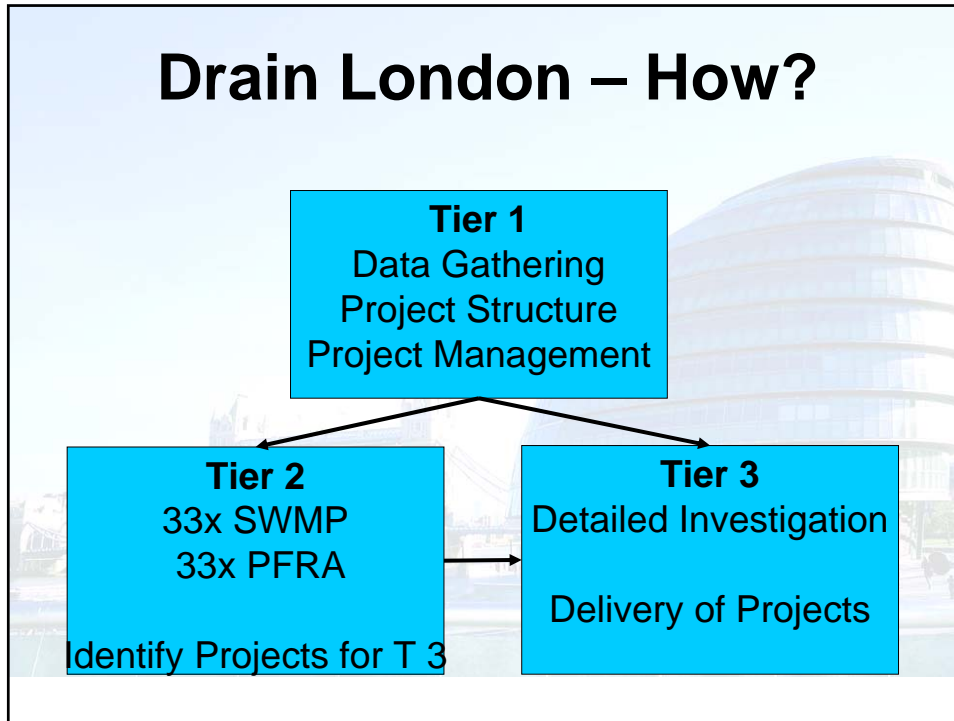 Drain London – How?
Tier 1
Data Gathering
Project Structure
Project Management
Tier 2
33x SWMP
33x PFRA
Identify Projects for T 3
Tier 3
Detailed Investigation
Delivery of Projects